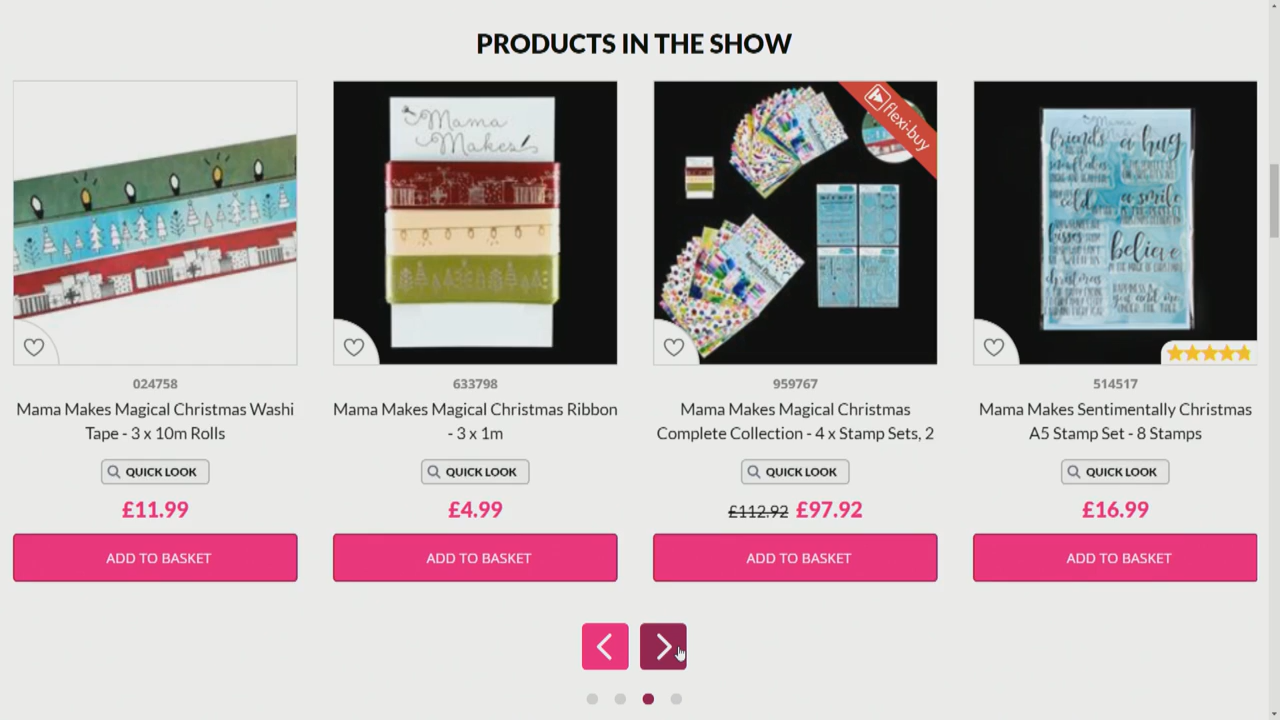 PRODUCTS IN THE SHOW
Mama
Makes
flexi-buy
friends
a hug
cold
a smile
kisses
believe
christmas
024758
633798
959767
514517
Mama Makes Magical Christmas Washi
Tape - 3 x 10m Rolls
Mama Makes Magical Christmas Ribbon
- 3 x 1m
Mama Makes Magical Christmas
Complete Collection - 4 x Stamp Sets, 2
Mama Makes Sentimentally Christmas
A5 Stamp Set - 8 Stamps
QUICK LOOK
QUICK LOOK
QUICK LOOK
QUICK LOOK
£11.99
£4.99
£112.92 £97.92
£16.99
ADD TO BASKET
ADD TO BASKET
ADD TO BASKET
ADD TO BASKET